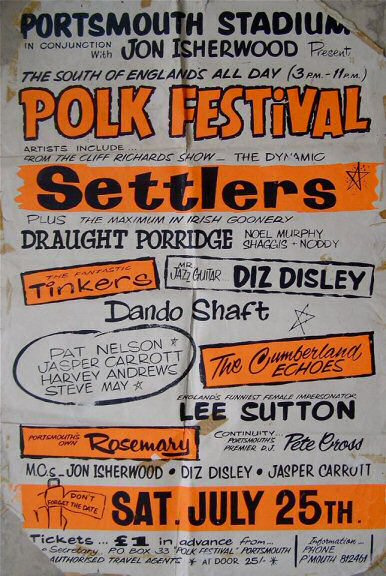 PORTSMOUTH STADIUM
IN CONJUNCTION With JON ISHERWOOD Present
THE SOUTH OF ENGLANDS ALL DAY (3 P.M. - 11 P.M.)
POLK FESTIVAL
ARTISTS INCLUDE...
FROM THE CLIFF RICHARDS SHOW - THE DYNAMIC
Settlers
PLUS THE MAXIMUM IN IRISH GOONERY
DRAUGHT PORRIDGE NOEL MURPHY
SHAGGIS + NODDY
THE FANTASTIC
Tinkers
MR JAZZ GUITAR... DIZ DISLEY
Dando Shaft
PAT NELSON
JASPER CARROTT
HARVEY ANDREWS
STEVE MAY
The Cumberland
ECHOES
ENGLAND'S FUNNIEST FEMALE IMPERSONATOR
LEE SUTTON
PORTSMOUTH'S OWN Rosemary
CONTINUITY...
PORTSMOUTH'S
PREMIER D.J. Pete Cross
M.C.s - JON ISHERWOOD • DIZ DISLEY • JASPER CARROTT
DON'T
FORGET THE DATE
SAT. JULY 25TH.
Tickets... £1 in advance from...
Secretary PO BOX 33 "POLK FESTIVAL" PORTSMOUTH
AUTHORISED TRAVEL AGENTS * AT DOOR 25/- *
Information -
PHONE
P'MOUTH 812461